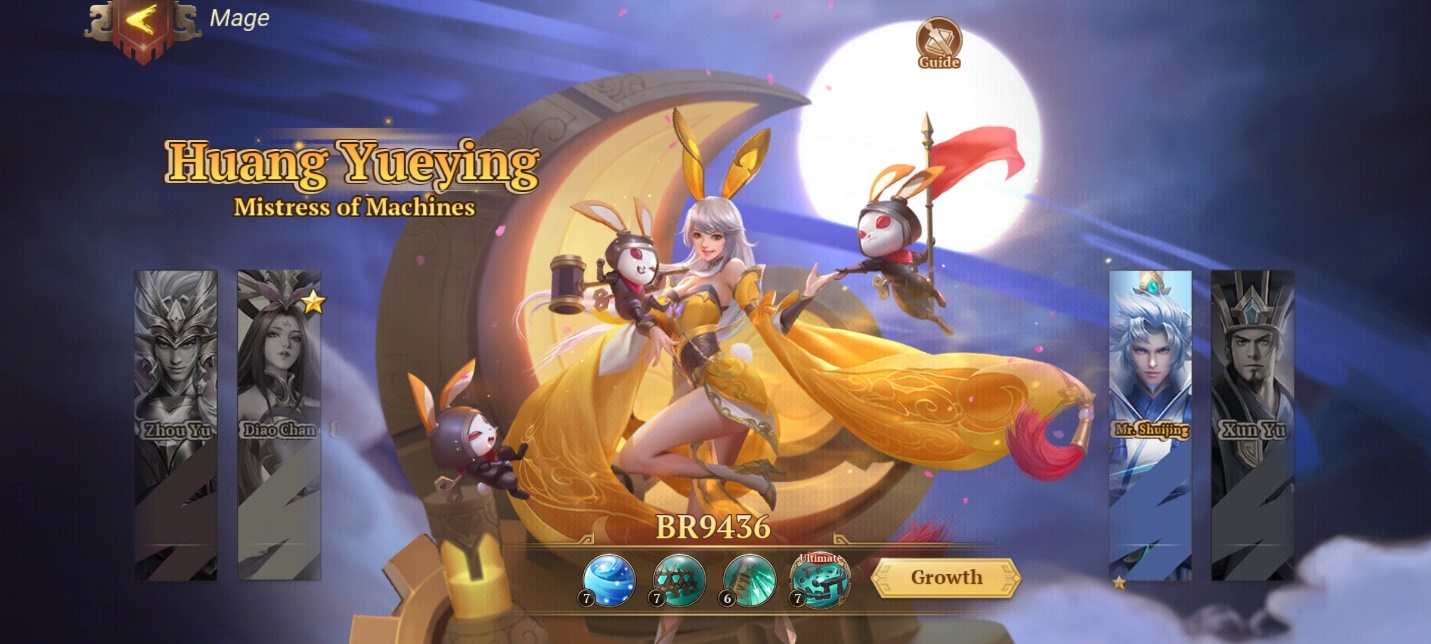 Mage
Guide
Huang Yueying
Mistress of Machines
Zhou Yu
Diao Chan
Mr. Shuijing
Xun Yu
BR9436
Ultimate
7
7
6
7
Growth